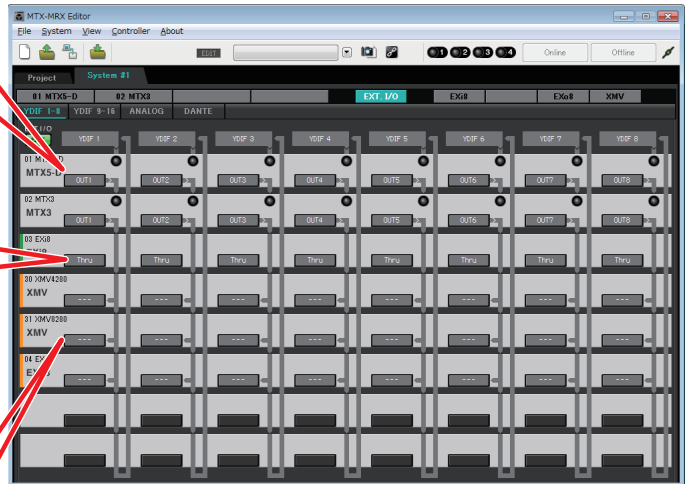 MTX-MRX Editor
File System View Controller About
EDIT 1 2 3 4 Online Offline
Project System #1
01 MTX5-D 02 MTX3 EXT. I/O EXi8 EXo8 XMV
YDIF 1-8 YDIF 9-16 ANALOG DANTE
YDIF 1 YDIF 2 YDIF 3 YDIF 4 YDIF 5 YDIF 6 YDIF 7 YDIF 8
MTX5-D
OUT1 OUT2 OUT3 OUT4 OUT5 OUT6 OUT7 OUT8
02 MTX3
MTX3
OUT1 OUT2 OUT3 OUT4 OUT5 OUT6 OUT7 OUT8
03 EXi8
Thru Thru Thru Thru Thru Thru Thru Thru
30 XMV4280
XMV
--- --- --- --- --- --- --- ---
31 XMV8280
XMV
--- --- --- --- --- --- --- ---
--- --- --- --- --- --- --- ---